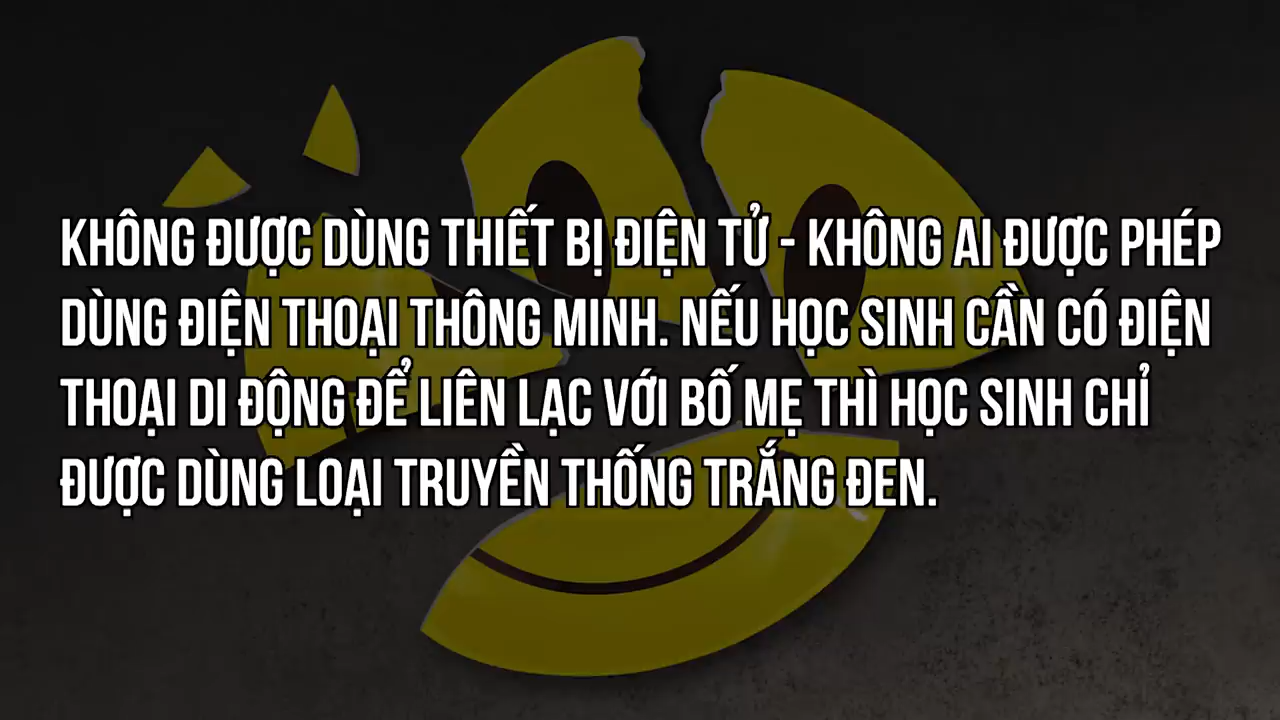 KHÔNG ĐƯỢC DÙNG THIẾT BỊ ĐIỆN TỬ - KHÔNG AI ĐƯỢC PHÉP
DÙNG ĐIỆN THOẠI THÔNG MINH. NẾU HỌC SINH CẦN CÓ ĐIỆN
THOẠI DI ĐỘNG ĐỂ LIÊN LẠC VỚI BỐ MẸ THÌ HỌC SINH CHỈ
ĐƯỢC DÙNG LOẠI TRUYỀN THỐNG TRẮNG ĐEN.